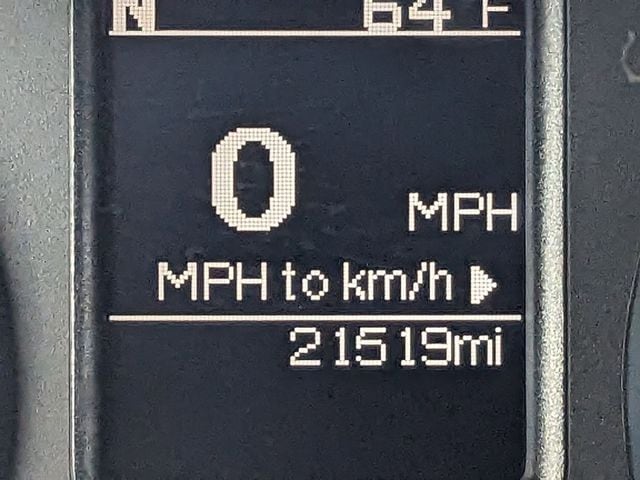 N 64 F
0 MPH
MPH to km/h
21519mi